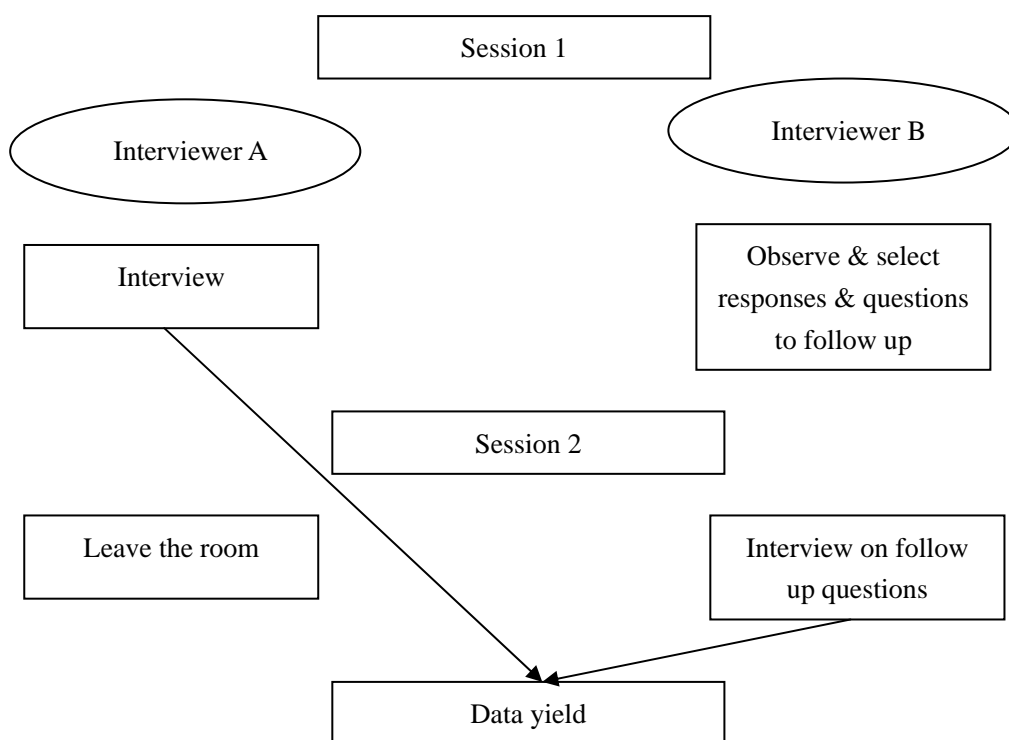 Session 1
Interviewer A
Interviewer B
Interview
Observe & select
responses & questions
to follow up
Session 2
Leave the room
Interview on follow
up questions
Data yield